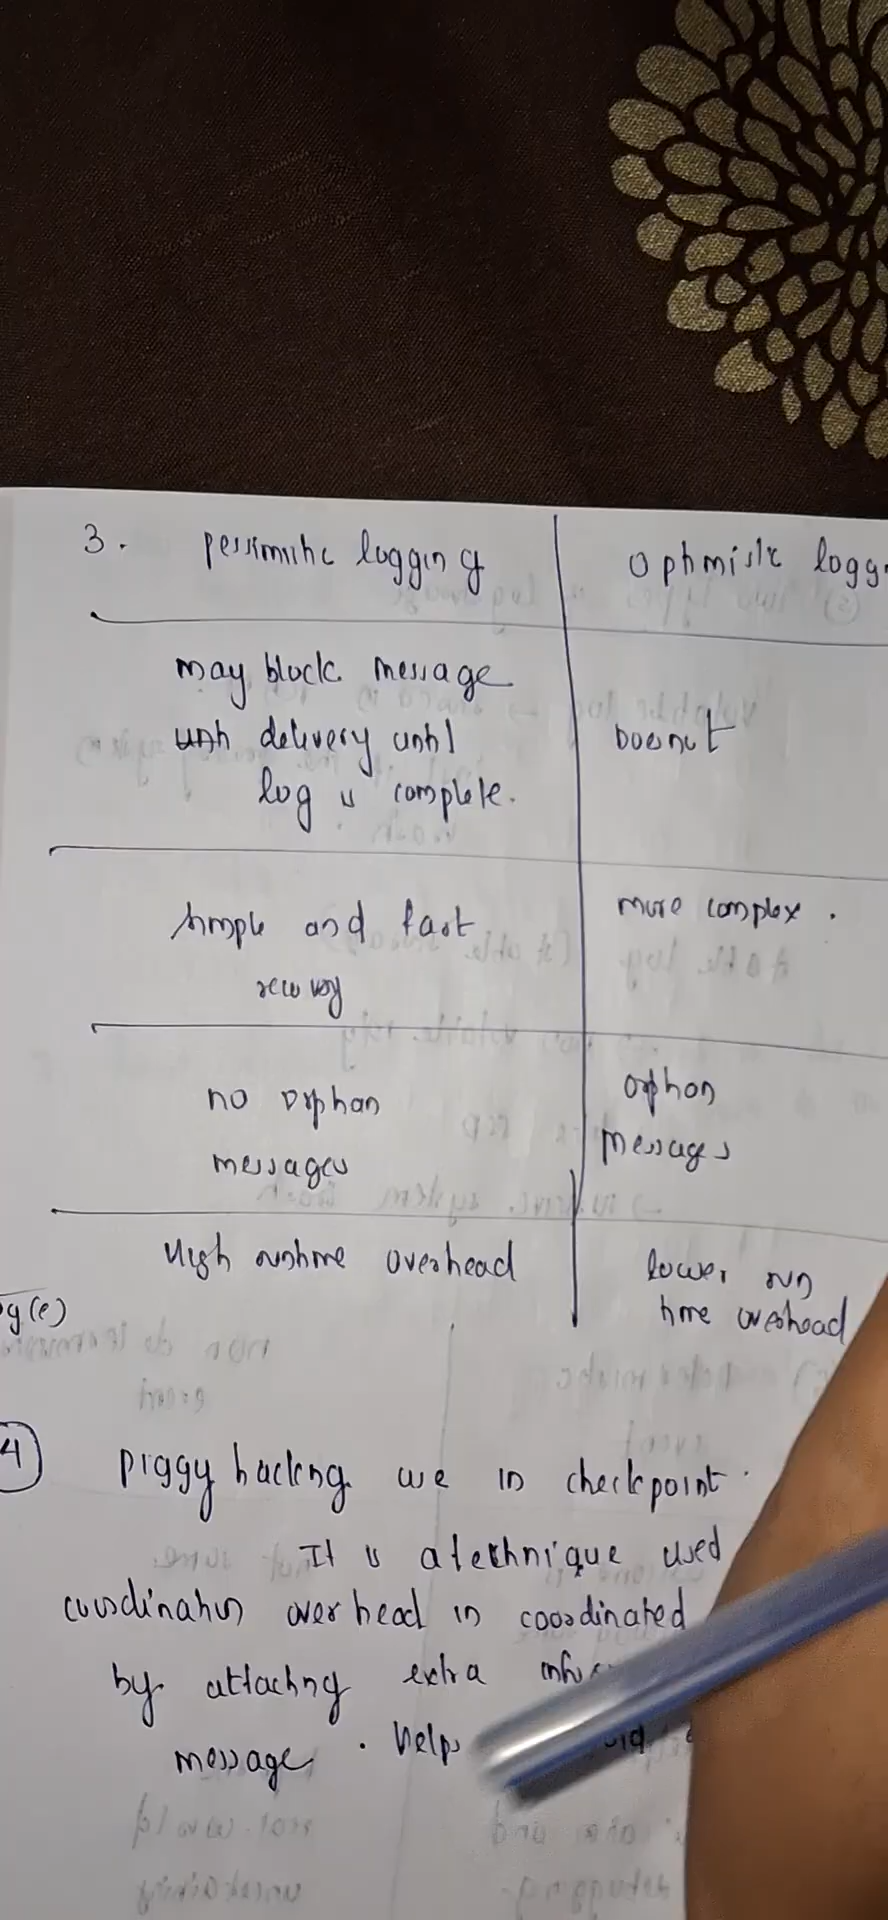 3. pessimistic logging | optimistic logg
may block message
delivery until | Doesnot
log is complete.
simple and fast | more complex.
recovery
no orphan | orphan
messages | messages
High runtime overhead | lower run
time overhead
g(e)
4 piggy backing use in checkpoint.
It is a technique used
coordination overhead in coordinated
by attaching extra
message. Helps